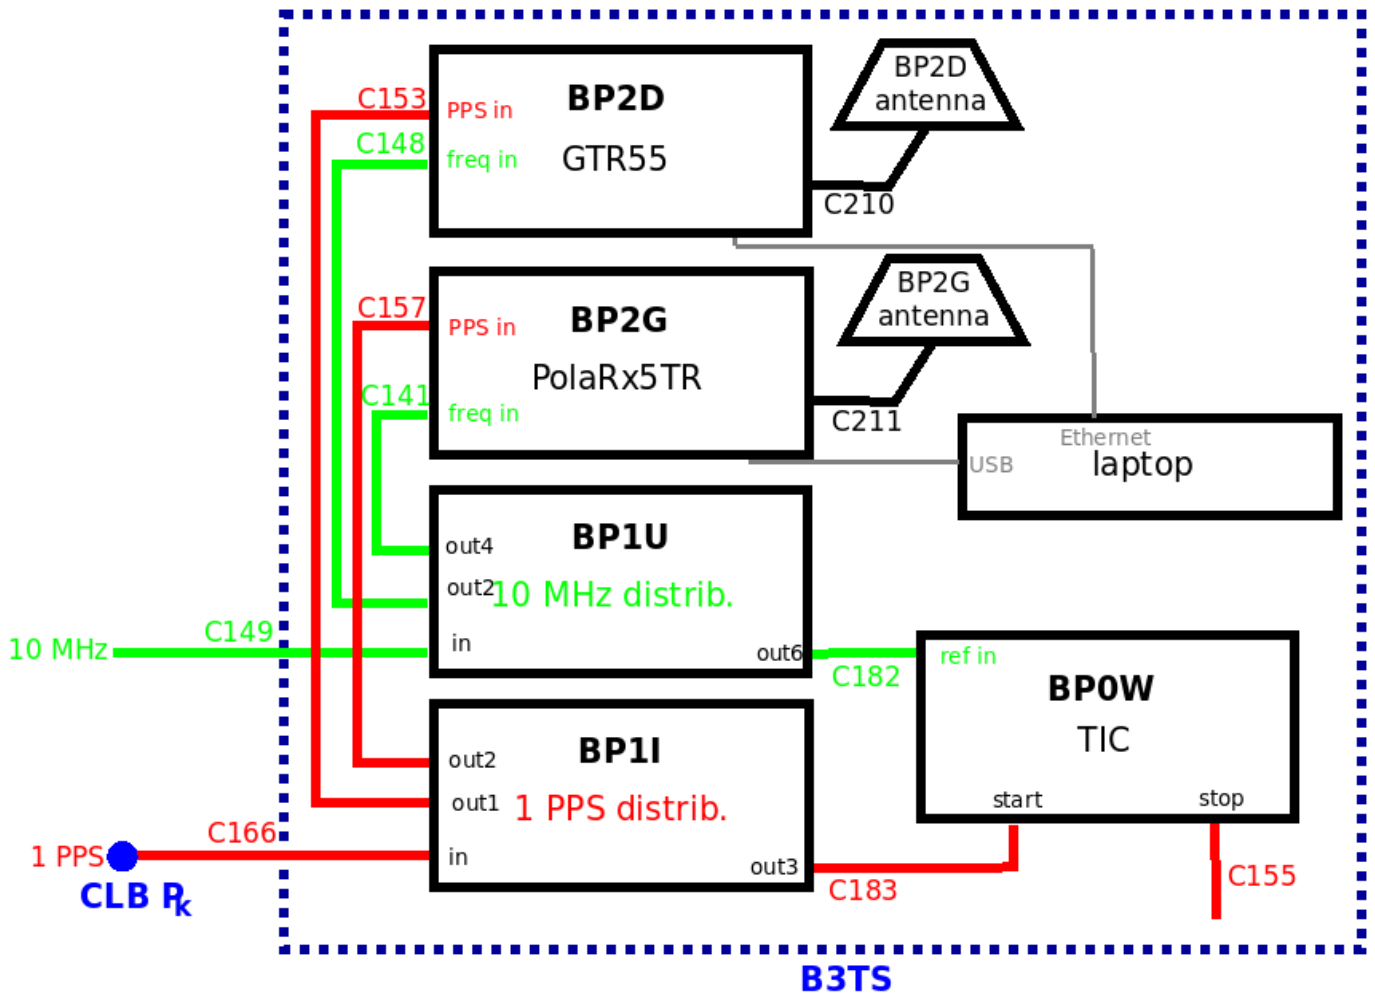 C153
PPS in
BP2D
C148
freq in
GTR55
BP2D
antenna
C210
C157
PPS in
BP2G
C141
freq in
PolaRx5TR
BP2G
antenna
C211
Ethernet
USB
laptop
BP1U
out4
out2
10 MHz distrib.
10 MHz
C149
in
out6
C182
ref in
BP0W
TIC
start
stop
BP1I
out2
out1
1 PPS distrib.
1 PPS
C166
in
out3
C183
C155
CLB Pk
B3TS